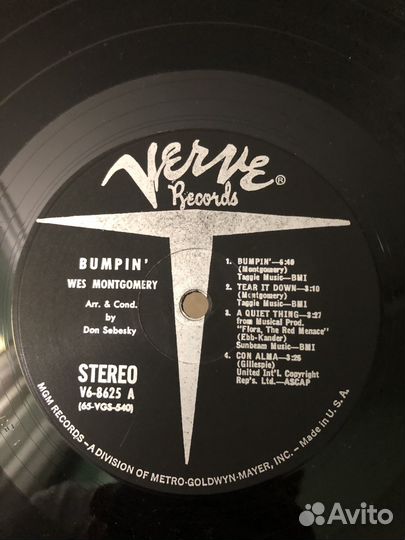 Verve
Records®
BUMPIN'
WES MONTGOMERY
Arr. & Cond.
by
Don Sebesky
STEREO
V6-8625 A
(65-VGS-540)
1. BUMPIN'—6:40
(Montgomery)
Taggie Music—BMI
2. TEAR IT DOWN—3:10
(Montgomery)
Taggie Music—BMI
3. A QUIET THING—3:27
from Musical Prod.
"Flora, The Red Menace"
(Ebb-Kander)
Sunbeam Music—BMI
4. CON ALMA—3:25
(Gillespie)
United Int'l. Copyright
Rep's. Ltd.—ASCAP
MGM RECORDS—A DIVISION OF METRO-GOLDWYN-MAYER, INC.—Made in U.S.A.
Avito